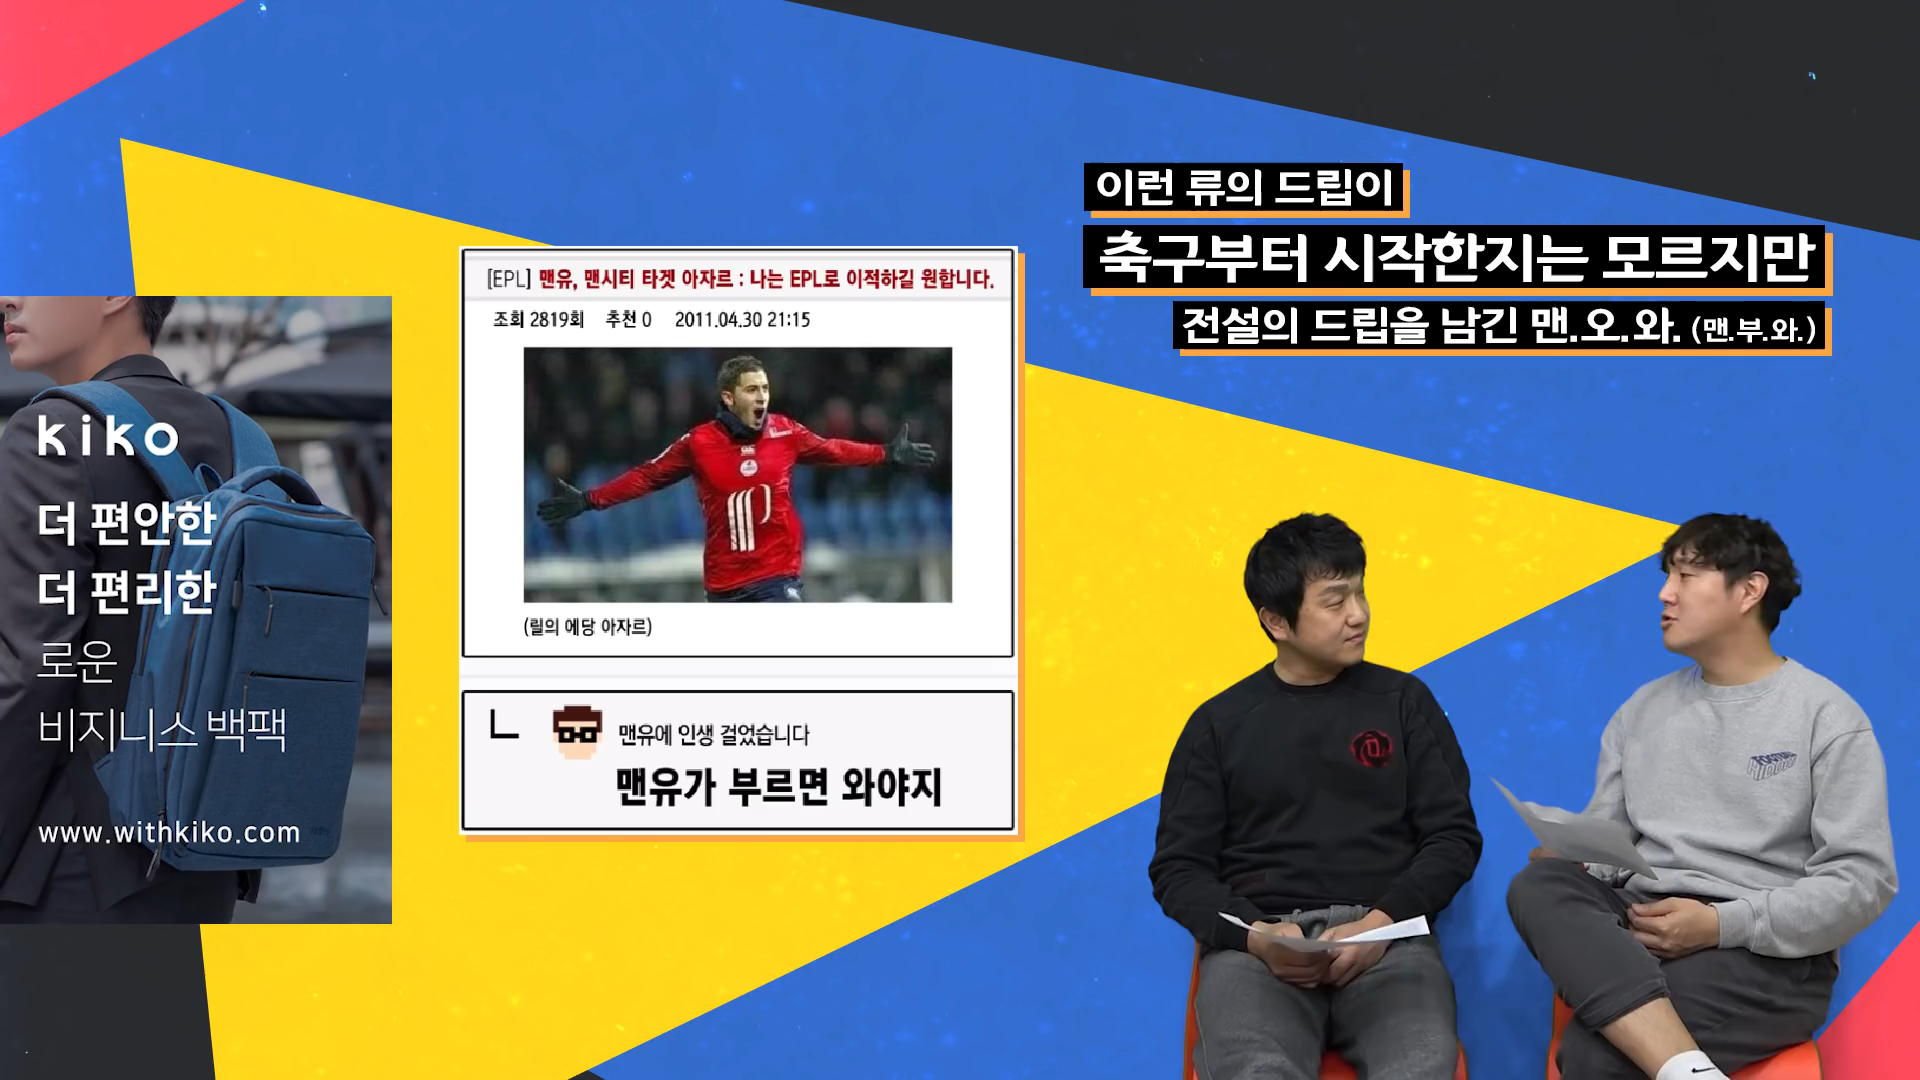 이런 류의 드립이
축구부터 시작한지는 모르지만
전설의 드립을 남긴 맨.오.와. (맨.부.와.)
[EPL] 맨유, 맨시티 타겟 아자르 : 나는 EPL로 이적하길 원합니다.
조회 2819회 추천 0 2011.04.30 21:15
(릴의 에당 아자르)
맨유에 인생 걸었습니다
맨유가 부르면 와야지
kiko
더 편안한
더 편리한
로운
비지니스 백팩
www.withkiko.com